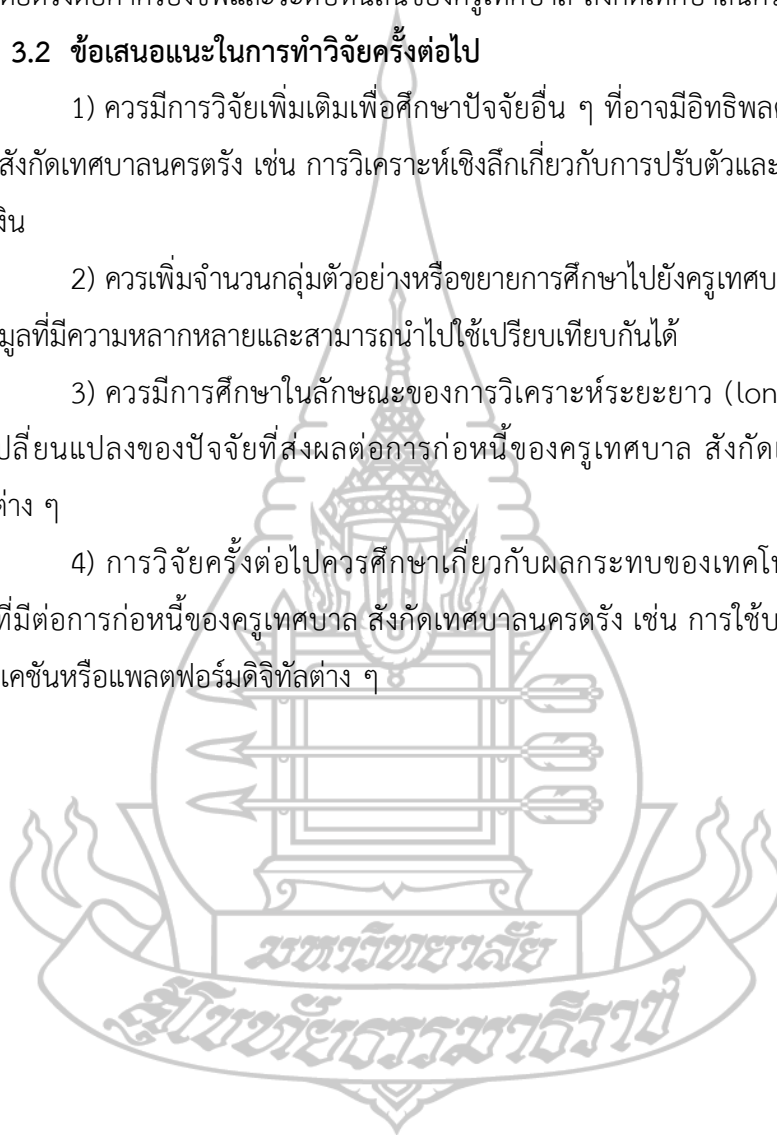 3.2 ข้อเสนอแนะในการทำวิจัยครั้งต่อไป
1) ควรมีการวิจัยเพิ่มเติมเพื่อศึกษาปัจจัยอื่น ๆ ที่อาจมีอิทธิพล
สังกัดเทศบาลนครตรัง เช่น การวิเคราะห์เชิงลึกเกี่ยวกับการปรับตัวและ
งิน
2) ควรเพิ่มจำนวนกลุ่มตัวอย่างหรือขยายการศึกษาไปยังครูเทศบ
มูลที่มีความหลากหลายและสามารถนำไปใช้เปรียบเทียบกันได้
3) ควรมีการศึกษาในลักษณะของการวิเคราะห์ระยะยาว (lon
ปลี่ยนแปลงของปัจจัยที่ส่งผลต่อการก่อหนี้ของครูเทศบาล สังกัดเ
ต่าง ๆ
4) การวิจัยครั้งต่อไปควรศึกษาเกี่ยวกับผลกระทบของเทคโน
ที่มีต่อการก่อหนี้ของครูเทศบาล สังกัดเทศบาลนครตรัง เช่น การใช้บ
เคชันหรือแพลตฟอร์มดิจิทัลต่าง ๆ
มหาวิทยาลัย
สุโขทัยธรรมาธิราช